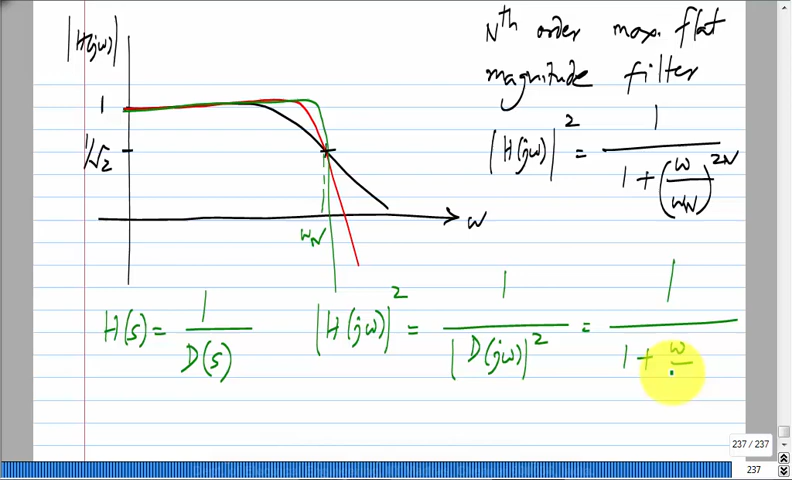 Nth order max. flat
magnitude filter
|H(jω)|
1
1/√2
ω
ωN
|H(jω)|² = 1 / (1 + (ω/ωN)^2N)
H(s) = 1 / D(s) |H(jω)|² = 1 / |D(jω)|² = 1 / 1 + ω
237 / 237
237